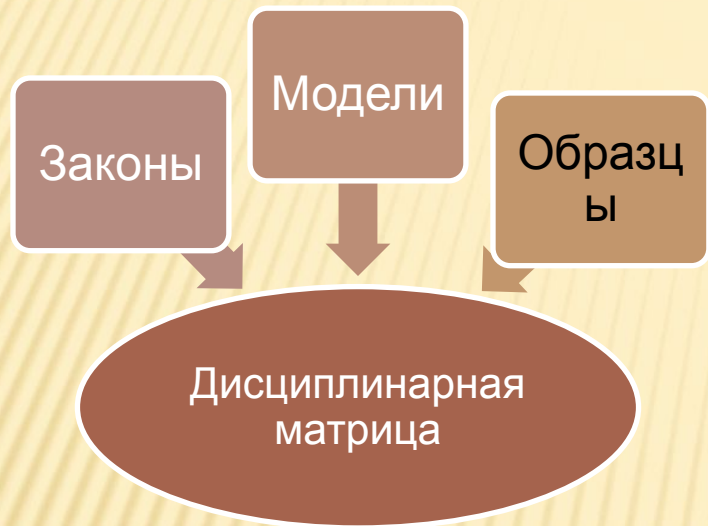 Законы
Модели
Образц
ы
Дисциплинарная
матрица